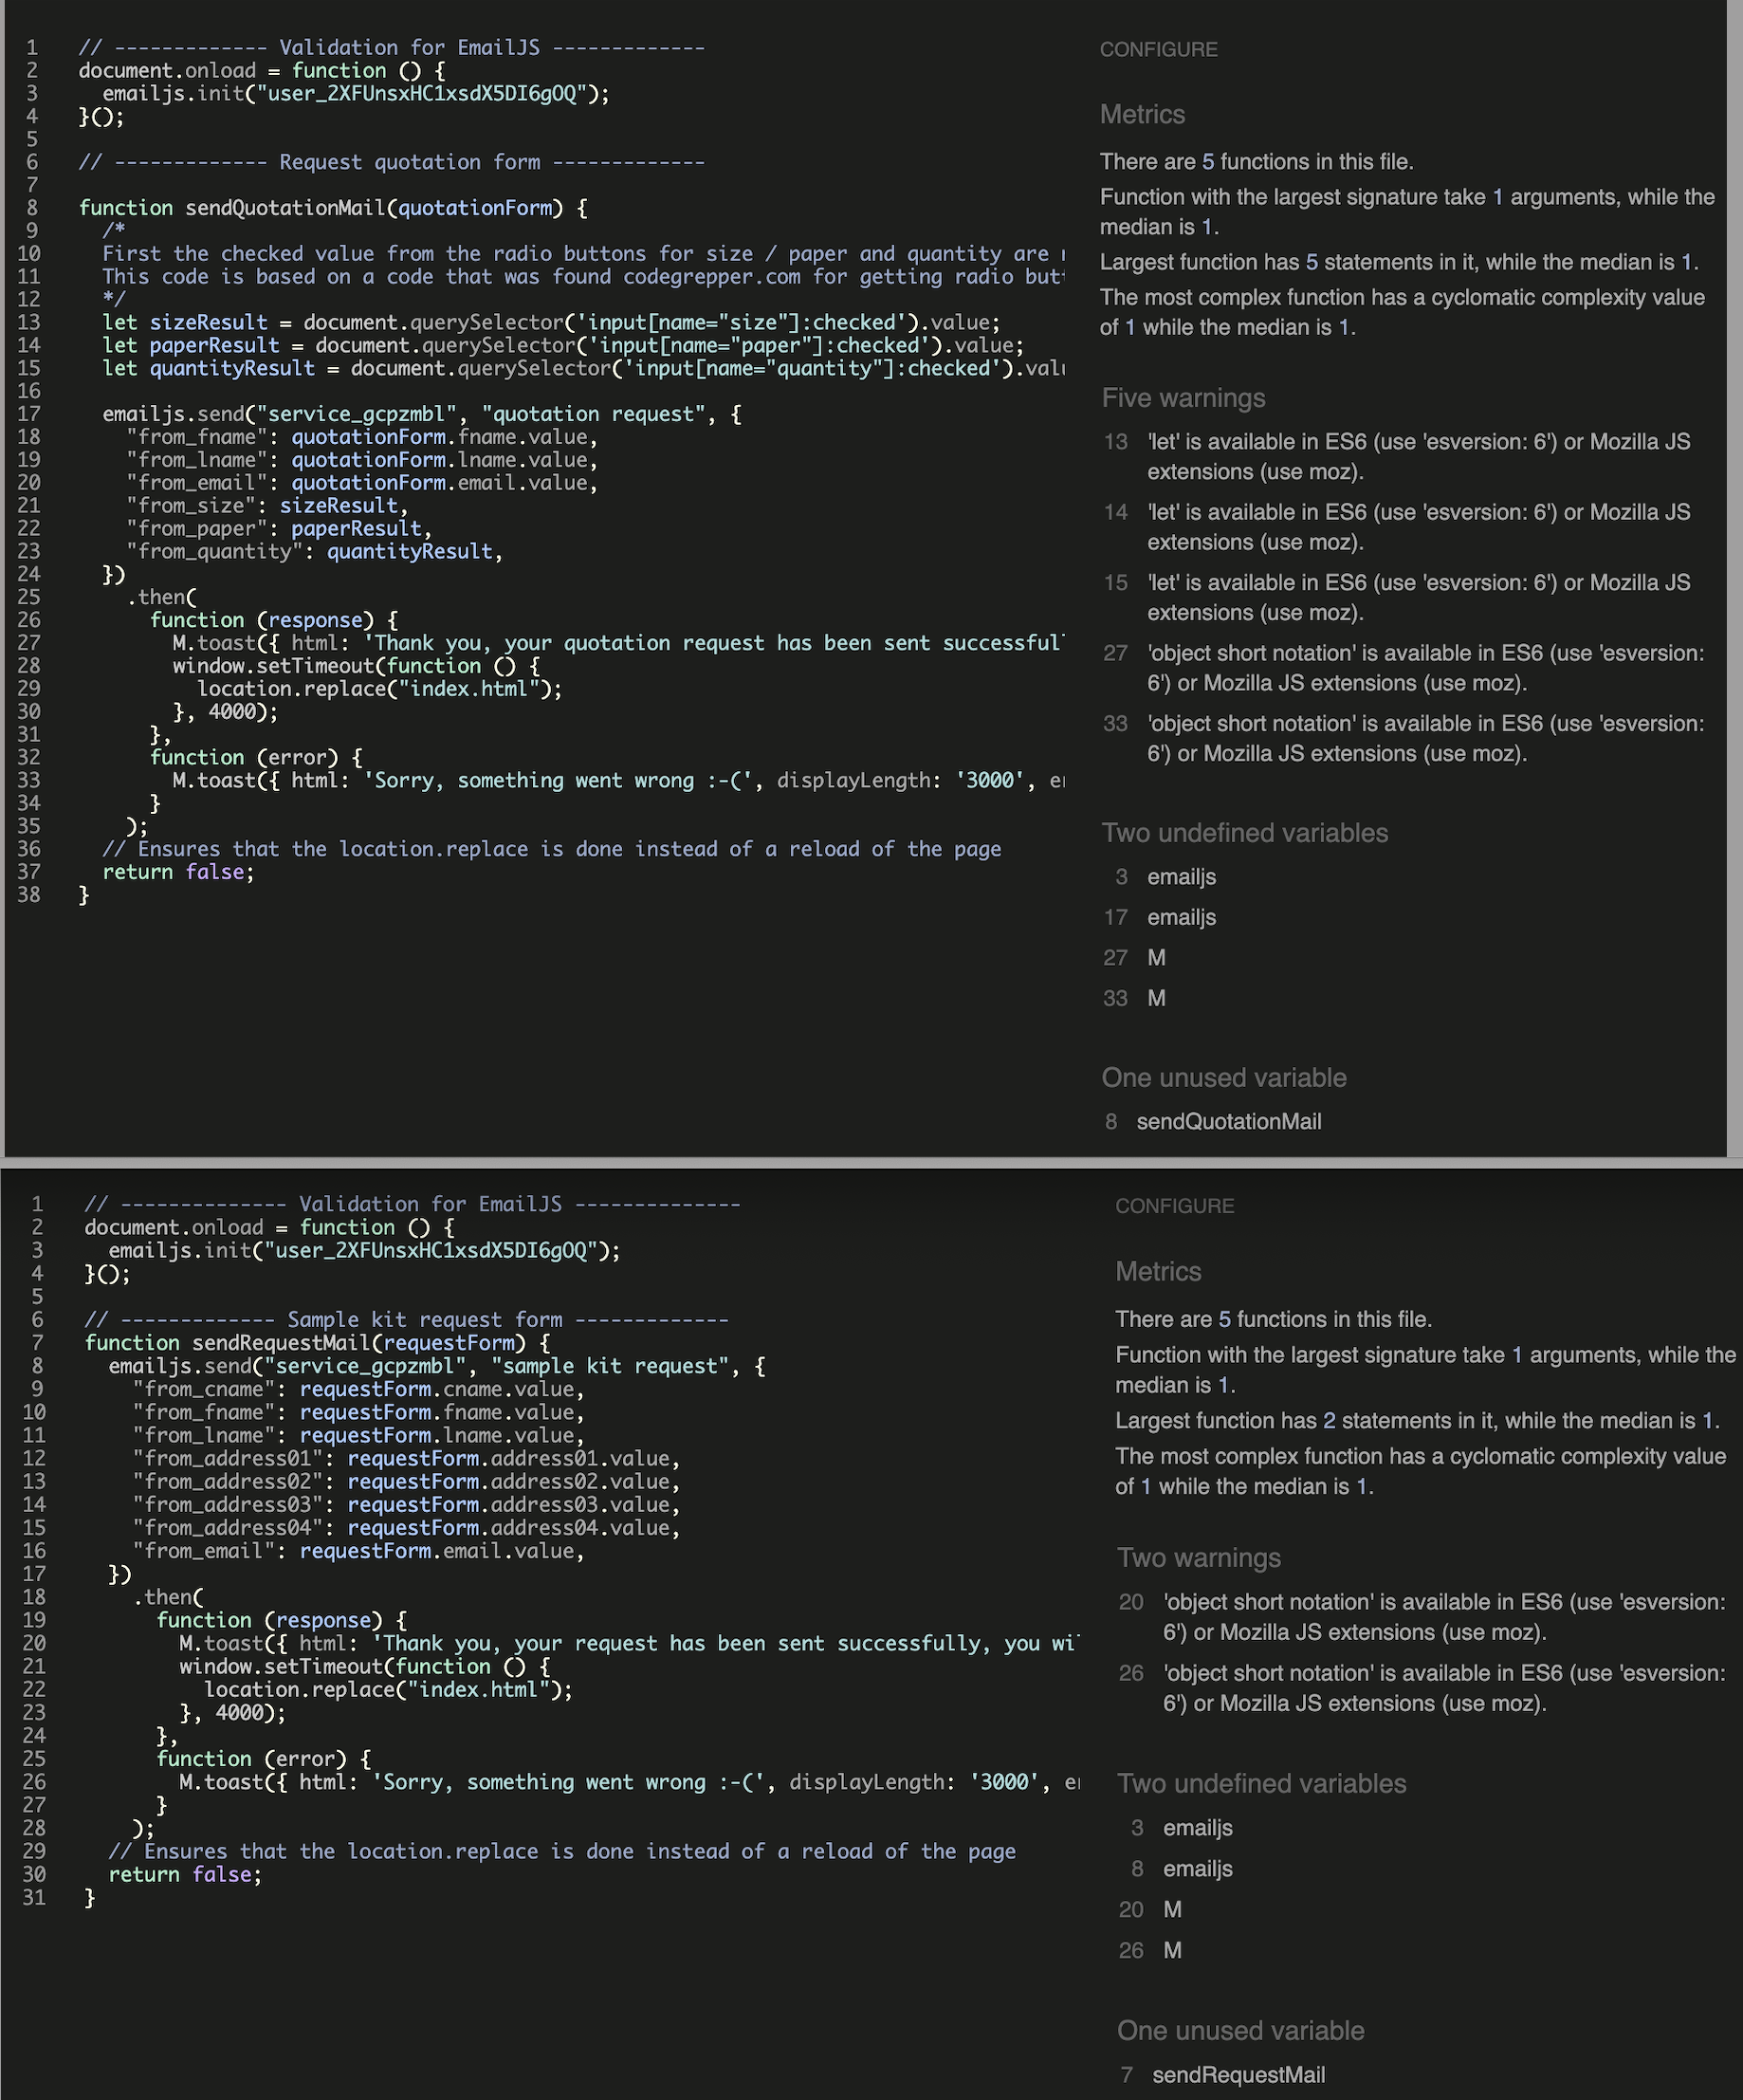 1 // ------------- Validation for EmailJS -------------
2 document.onload = function () {
3 emailjs.init("user_2XFUnsxHC1xsdX5DI6gOQ");
4 }();
5
6 // ------------- Request quotation form -------------
7
8 function sendQuotationMail(quotationForm) {
9 /*
10 First the checked value from the radio buttons for size / paper and quantity are
11 This code is based on a code that was found codegrepper.com for getting radio
12 */
13 let sizeResult = document.querySelector('input[name="size"]:checked').value;
14 let paperResult = document.querySelector('input[name="paper"]:checked').value;
15 let quantityResult = document.querySelector('input[name="quantity"]:checked').valu
16
17 emailjs.send("service_gcpzmbl", "quotation request", {
18 "from_fname": quotationForm.fname.value,
19 "from_lname": quotationForm.lname.value,
20 "from_email": quotationForm.email.value,
21 "from_size": sizeResult,
22 "from_paper": paperResult,
23 "from_quantity": quantityResult,
24 })
25 .then(
26 function (response) {
27 M.toast({ html: 'Thank you, your quotation request has been sent successful
28 window.setTimeout(function () {
29 location.replace("index.html");
30 }, 4000);
31 },
32 function (error) {
33 M.toast({ html: 'Sorry, something went wrong :-(', displayLength: '3000',
34 }
35 );
36 // Ensures that the location.replace is done instead of a reload of the page
37 return false;
38 }
CONFIGURE
Metrics
There are 5 functions in this file.
Function with the largest signature take 1 arguments, while the
median is 1.
Largest function has 5 statements in it, while the median is 1.
The most complex function has a cyclomatic complexity value
of 1 while the median is 1.
Five warnings
13 'let' is available in ES6 (use 'esversion: 6') or Mozilla JS
extensions (use moz).
14 'let' is available in ES6 (use 'esversion: 6') or Mozilla JS
extensions (use moz).
15 'let' is available in ES6 (use 'esversion: 6') or Mozilla JS
extensions (use moz).
27 'object short notation' is available in ES6 (use 'esversion:
6') or Mozilla JS extensions (use moz).
33 'object short notation' is available in ES6 (use 'esversion:
6') or Mozilla JS extensions (use moz).
Two undefined variables
3 emailjs
17 emailjs
27 M
33 M
One unused variable
8 sendQuotationMail
1 // -------------- Validation for EmailJS --------------
2 document.onload = function () {
3 emailjs.init("user_2XFUnsxHC1xsdX5DI6gOQ");
4 }();
5
6 // ------------- Sample kit request form -------------
7 function sendRequestMail(requestForm) {
8 emailjs.send("service_gcpzmbl", "sample kit request", {
9 "from_cname": requestForm.cname.value,
10 "from_fname": requestForm.fname.value,
11 "from_lname": requestForm.lname.value,
12 "from_address01": requestForm.address01.value,
13 "from_address02": requestForm.address02.value,
14 "from_address03": requestForm.address03.value,
15 "from_address04": requestForm.address04.value,
16 "from_email": requestForm.email.value,
17 })
18 .then(
19 function (response) {
20 M.toast({ html: 'Thank you, your request has been sent successfully, you
21 window.setTimeout(function () {
22 location.replace("index.html");
23 }, 4000);
24 },
25 function (error) {
26 M.toast({ html: 'Sorry, something went wrong :-(', displayLength: '3000',
27 }
28 );
29 // Ensures that the location.replace is done instead of a reload of the page
30 return false;
31 }
CONFIGURE
Metrics
There are 5 functions in this file.
Function with the largest signature take 1 arguments, while the
median is 1.
Largest function has 2 statements in it, while the median is 1.
The most complex function has a cyclomatic complexity value
of 1 while the median is 1.
Two warnings
20 'object short notation' is available in ES6 (use 'esversion:
6') or Mozilla JS extensions (use moz).
26 'object short notation' is available in ES6 (use 'esversion:
6') or Mozilla JS extensions (use moz).
Two undefined variables
3 emailjs
8 emailjs
20 M
26 M
One unused variable
7 sendRequestMail